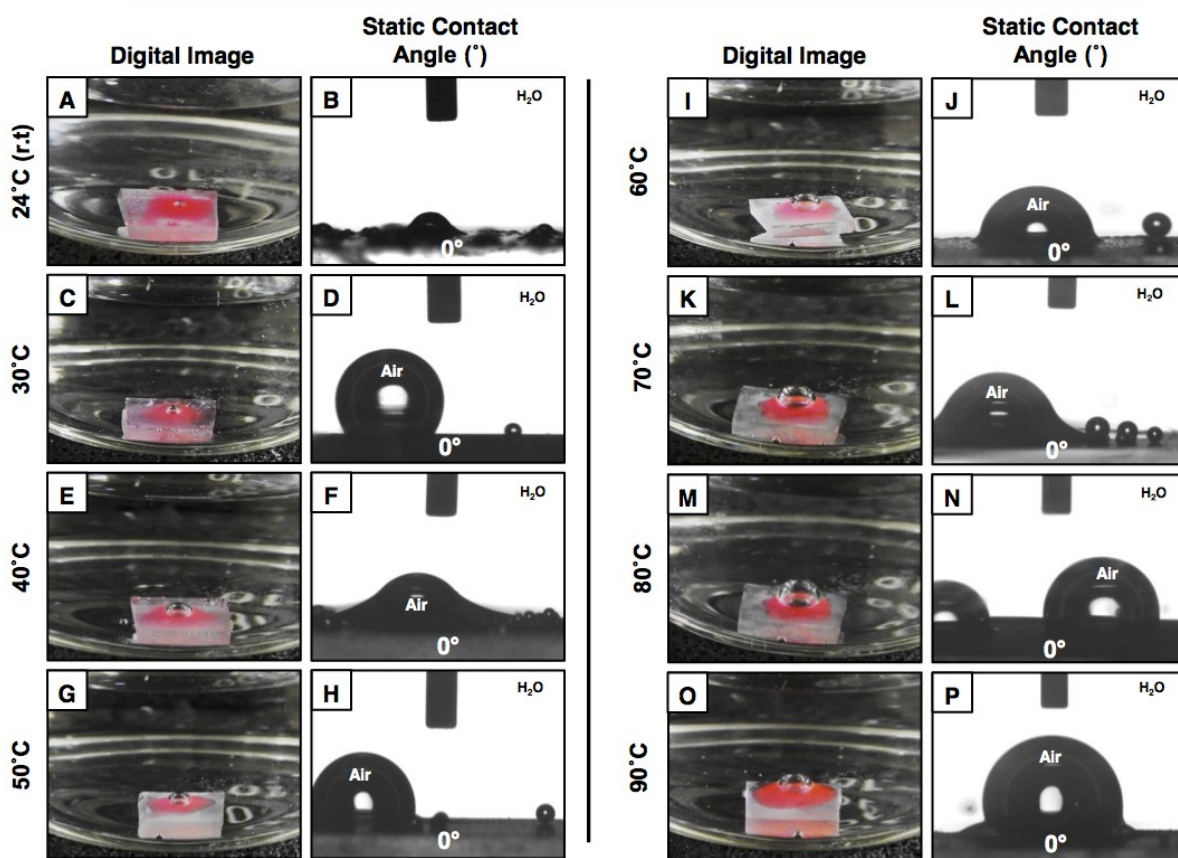 Digital Image
Static Contact
Angle (˚)
Digital Image
Static Contact
Angle (˚)
24˚C (r.t)
A
B
H₂O
0°
60˚C
I
J
H₂O
Air
0°
30˚C
C
D
H₂O
Air
0°
70˚C
K
L
H₂O
Air
0°
40˚C
E
F
H₂O
Air
0°
80˚C
M
N
H₂O
Air
0°
50˚C
G
H
H₂O
Air
0°
90˚C
O
P
H₂O
Air
0°